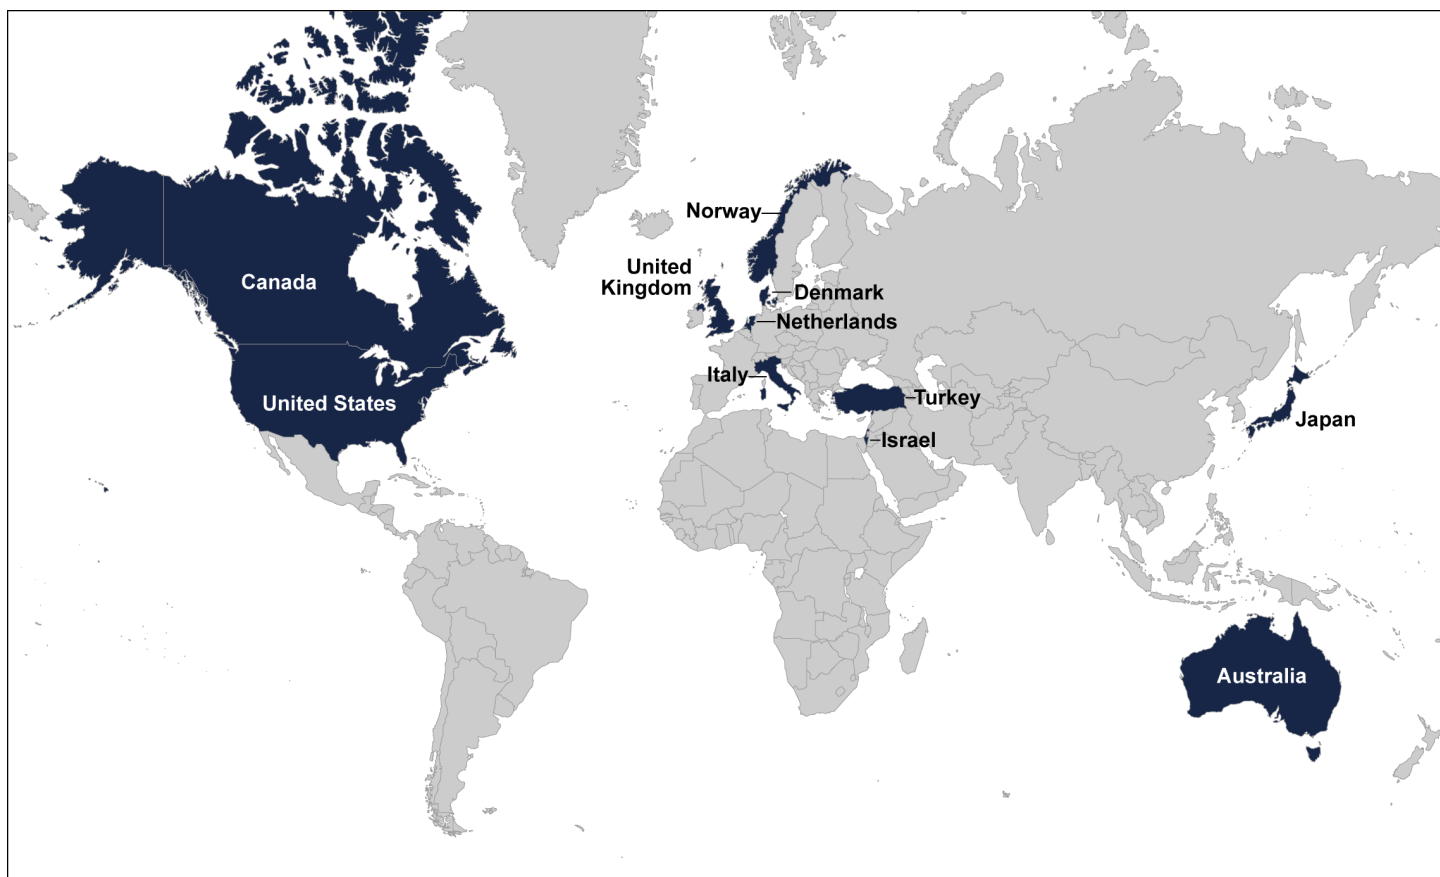 Norway
United
Kingdom
Canada
Denmark
Netherlands
Italy
Turkey
United States
Japan
Israel
Australia